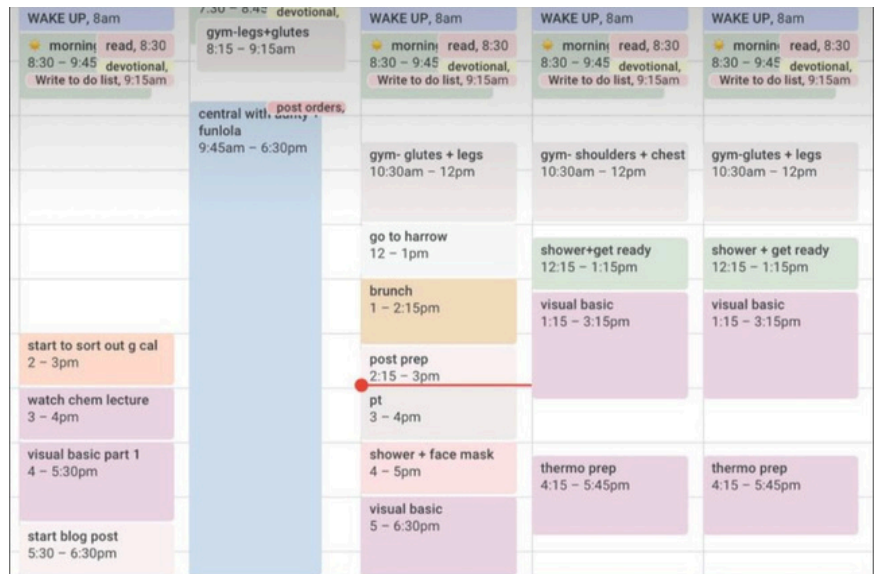 WAKE UP, 8am
🌞 morning
read, 8:30
8:30 – 9:45
devotional,
Write to do list, 9:15am
start to sort out g cal
2 – 3pm
watch chem lecture
3 – 4pm
visual basic part 1
4 – 5:30pm
start blog post
5:30 – 6:30pm
7:30 – 8:45
devotional,
gym-legs+glutes
8:15 – 9:15am
post orders,
central with aunty +
funlola
9:45am – 6:30pm
WAKE UP, 8am
🌞 morning
read, 8:30
8:30 – 9:45
devotional,
Write to do list, 9:15am
gym- glutes + legs
10:30am – 12pm
go to harrow
12 – 1pm
brunch
1 – 2:15pm
post prep
2:15 – 3pm
pt
3 – 4pm
shower + face mask
4 – 5pm
visual basic
5 – 6:30pm
WAKE UP, 8am
🌞 morning
read, 8:30
8:30 – 9:45
devotional,
Write to do list, 9:15am
gym- shoulders + chest
10:30am – 12pm
shower+get ready
12:15 – 1:15pm
visual basic
1:15 – 3:15pm
thermo prep
4:15 – 5:45pm
WAKE UP, 8am
🌞 morning
read, 8:30
8:30 – 9:45
devotional,
Write to do list, 9:15am
gym-glutes + legs
10:30am – 12pm
shower + get ready
12:15 – 1:15pm
visual basic
1:15 – 3:15pm
thermo prep
4:15 – 5:45pm